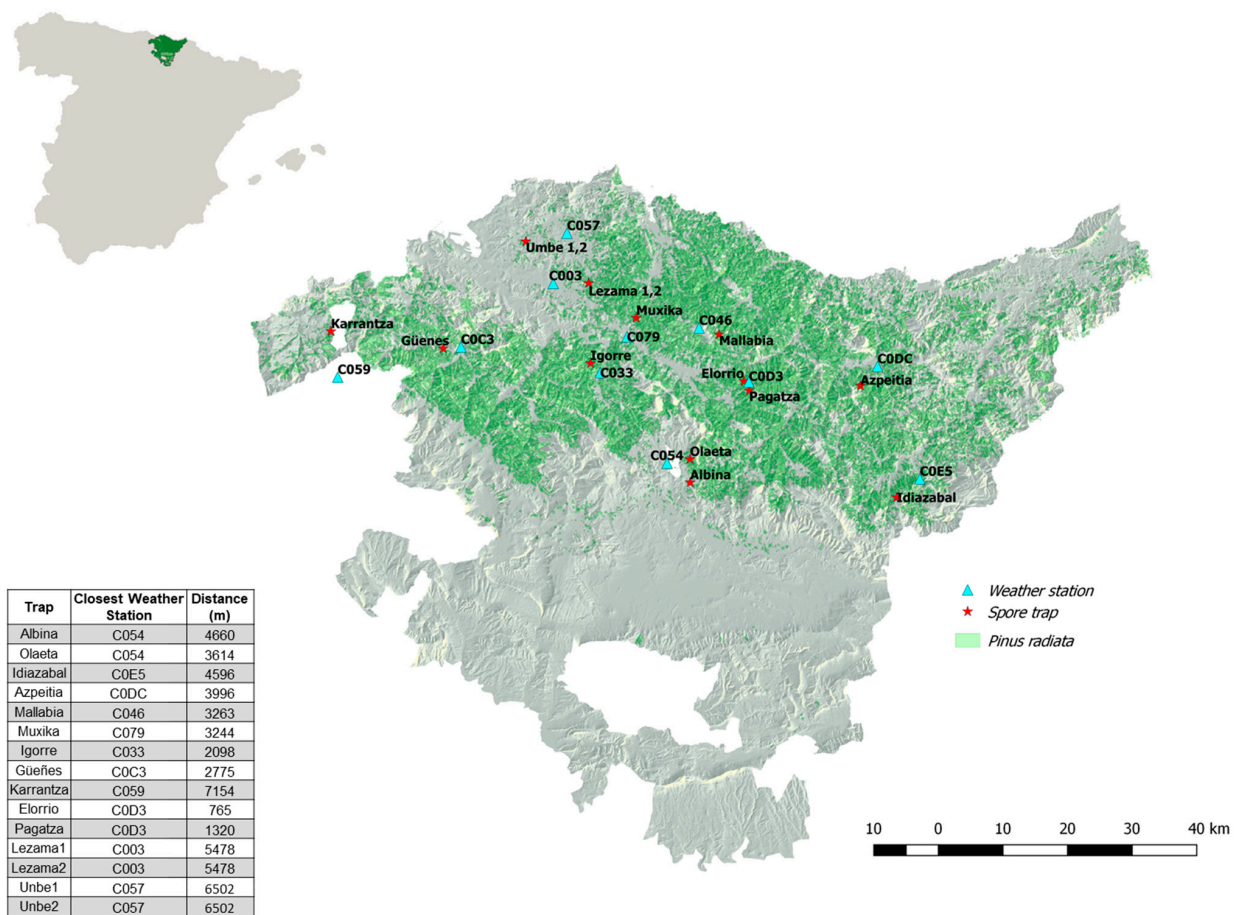 C057
Umbe 1,2
C003
Lezama 1,2
Muxika
Karrantza
C046
Mallabia
C0C3
Güenes
C079
Igorre
C033
C059
C0DC
Azpeitia
Elorrio
C0D3
Pagatza
Olaeta
C054
Albina
C0E5
Idiazabal
Weather station
Spore trap
Pinus radiata
Trap Closest Weather Station Distance (m)
Albina C054 4660
Olaeta C054 3614
Idiazabal C0E5 4596
Azpeitia C0DC 3996
Mallabia C046 3263
Muxika C079 3244
Igorre C033 2098
Güeñes C0C3 2775
Karrantza C059 7154
Elorrio C0D3 765
Pagatza C0D3 1320
Lezama1 C003 5478
Lezama2 C003 5478
Unbe1 C057 6502
Unbe2 C057 6502
10 0 10 20 30 40 km